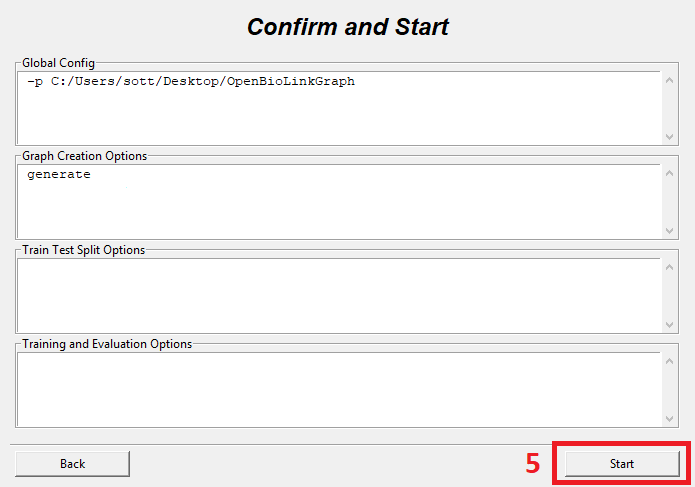 Confirm and Start
Global Config
-p C:/Users/sott/Desktop/OpenBioLinkGraph
Graph Creation Options
generate
Train Test Split Options
Training and Evaluation Options
Back
5
Start